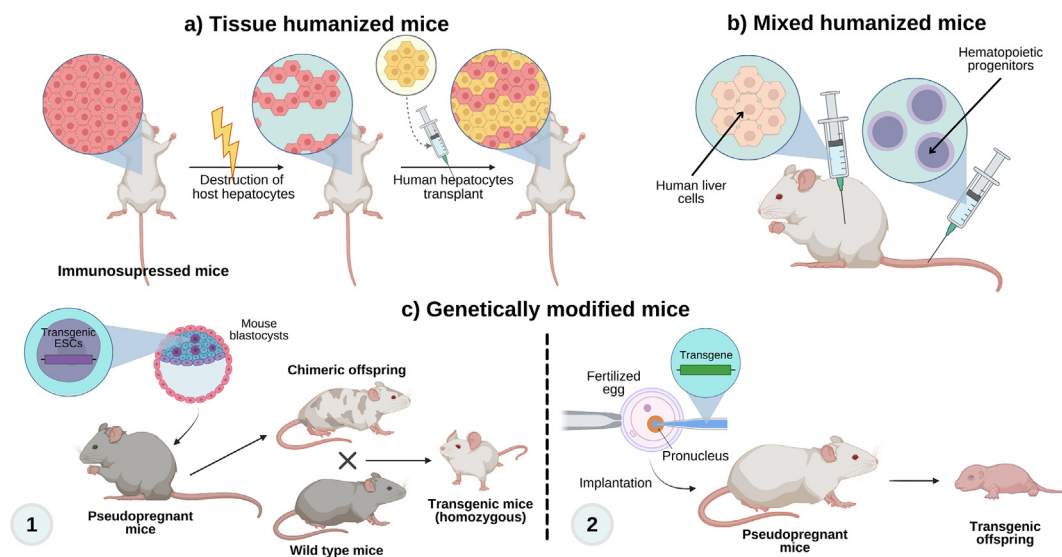 a) Tissue humanized mice
Destruction of
host hepatocytes
Human hepatocytes
transplant
Immunosupressed mice
b) Mixed humanized mice
Hematopoietic
progenitors
Human liver
cells
c) Genetically modified mice
Transgenic
ESCs
Mouse
blastocysts
Chimeric offspring
Pseudopregnant
mice
Wild type mice
Transgenic mice
(homozygous)
1
Transgene
Fertilized
egg
Pronucleus
Implantation
Pseudopregnant
mice
Transgenic
offspring
2